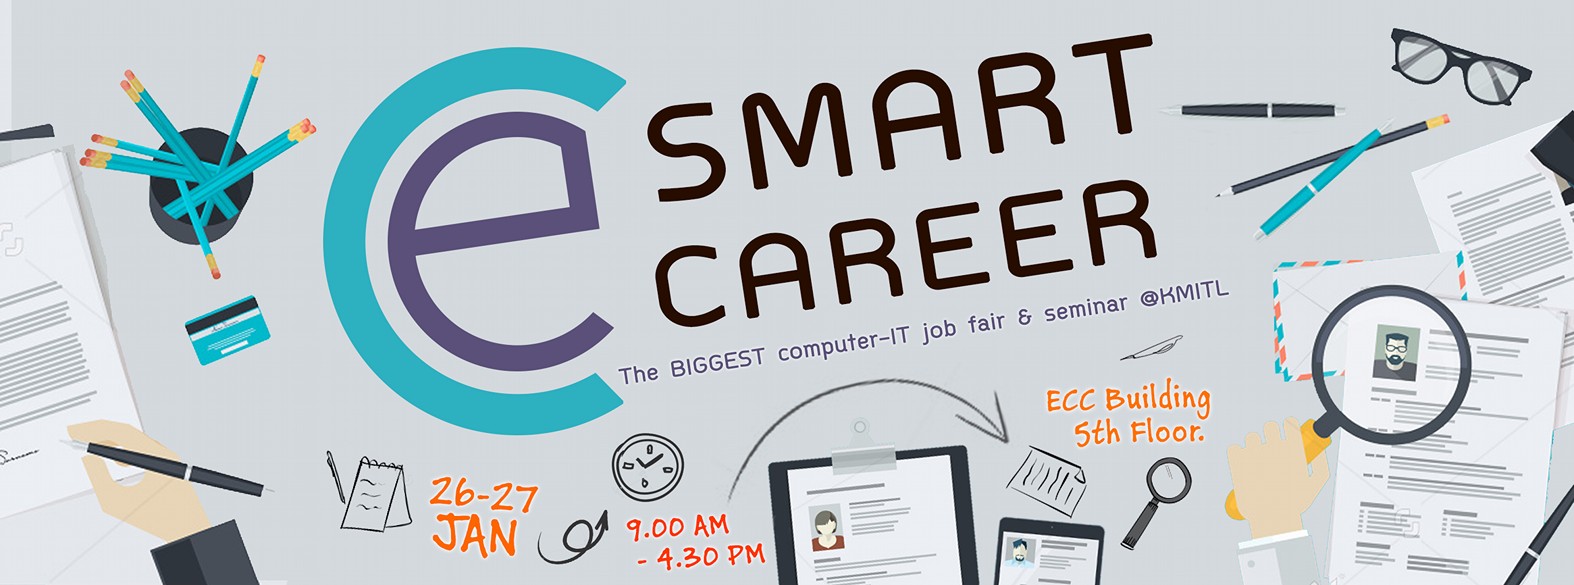 Ce
SMART
CAREER
The BIGGEST computer-IT job fair & seminar @KMITL
ECC Building
5th Floor.
26-27
JAN
9.00 AM
- 4.30 PM